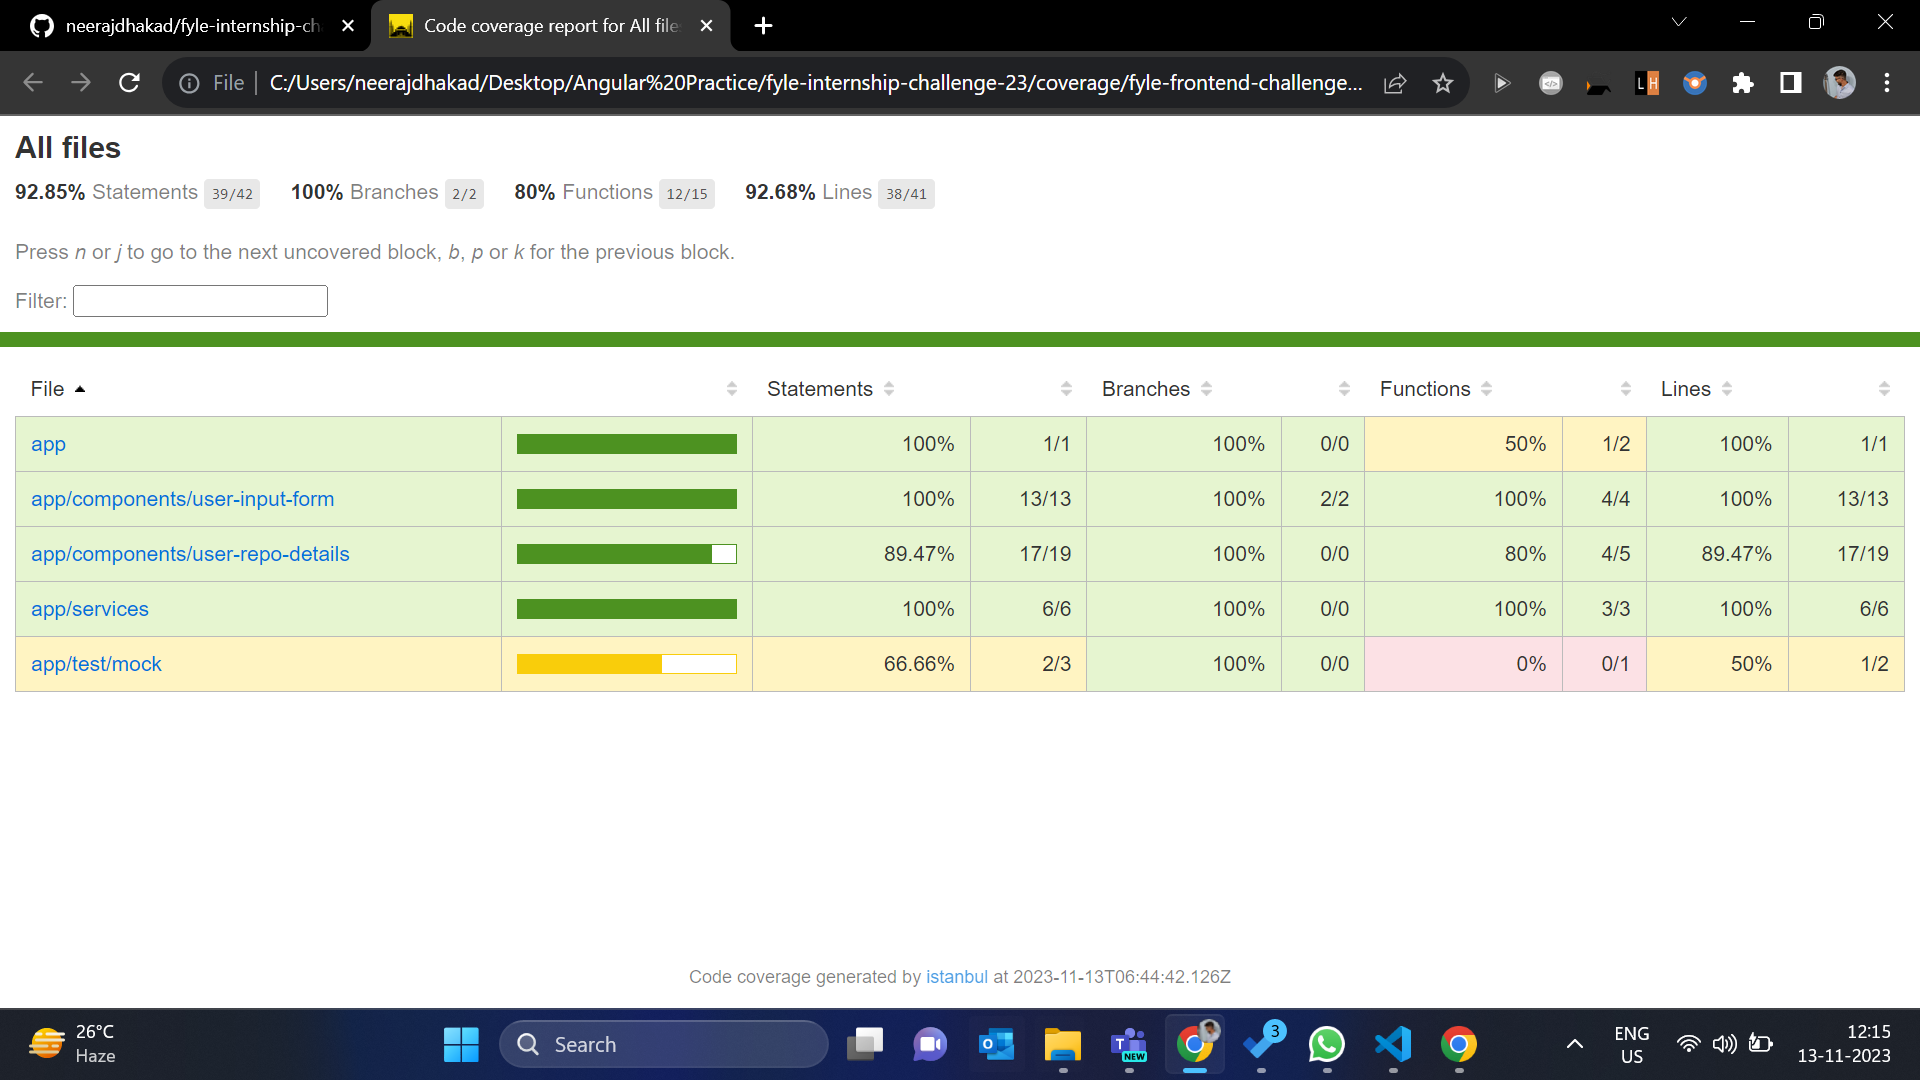 neerajdhakad/fyle-internship-ch
Code coverage report for All file
File
C:/Users/neerajdhakad/Desktop/Angular%20Practice/fyle-internship-challenge-23/coverage/fyle-frontend-challenge...
L H
All files
92.85% Statements 39/42 100% Branches 2/2 80% Functions 12/15 92.68% Lines 38/41
Press n or j to go to the next uncovered block, b, p or k for the previous block.
Filter:
File Statements Branches Functions Lines
app 100% 1/1 100% 0/0 50% 1/2 100% 1/1
app/components/user-input-form 100% 13/13 100% 2/2 100% 4/4 100% 13/13
app/components/user-repo-details 89.47% 17/19 100% 0/0 80% 4/5 89.47% 17/19
app/services 100% 6/6 100% 0/0 100% 3/3 100% 6/6
app/test/mock 66.66% 2/3 100% 0/0 0% 0/1 50% 1/2
Code coverage generated by istanbul at 2023-11-13T06:44:42.126Z
26°C
Haze
Search
NEW
3
ENG
US
12:15
13-11-2023